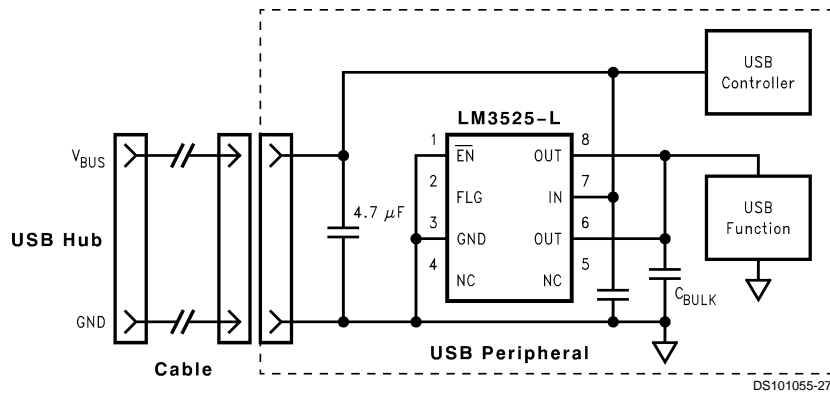 USB
Controller
LM3525-L
1
8
V_BUS
E̅N̅
OUT
2
7
4.7 μF
FLG
IN
USB
Function
3
6
USB Hub
GND
OUT
4
5
NC
NC
C_BULK
GND
USB Peripheral
Cable
DS101055-27